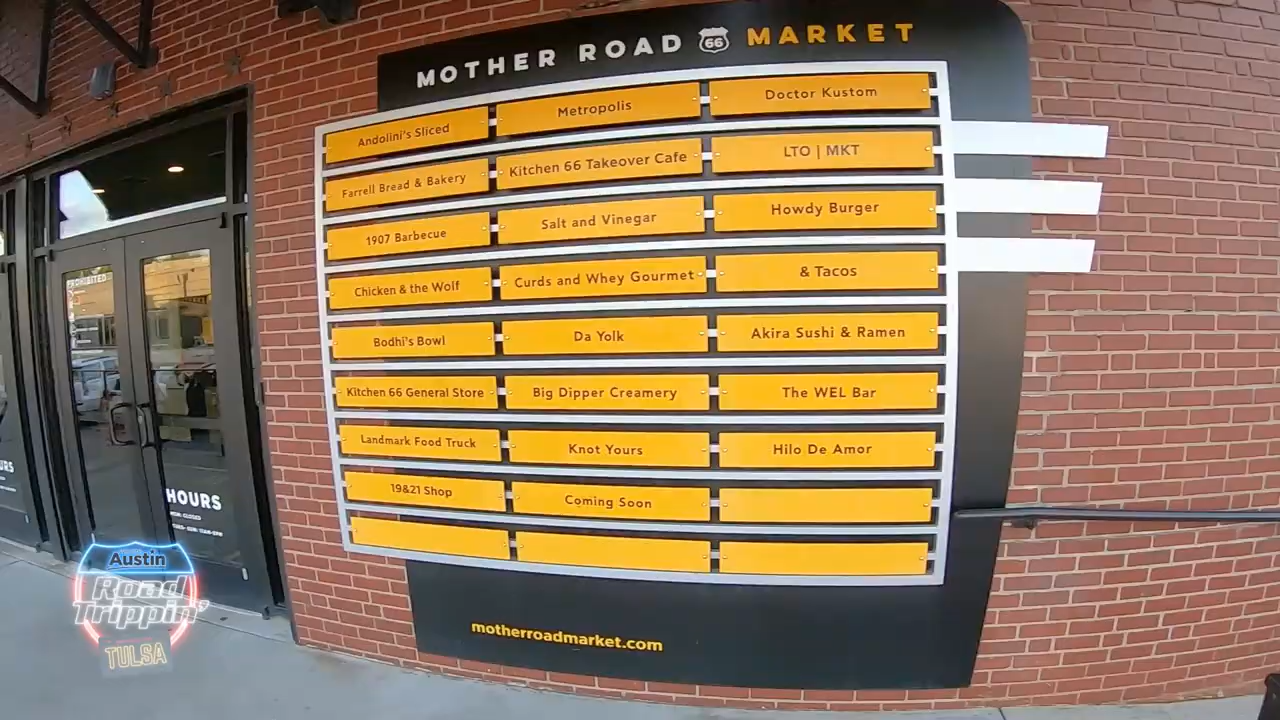 MOTHER ROAD 66 MARKET
Andolini's Sliced
Metropolis
Doctor Kustom
Farrell Bread & Bakery
Kitchen 66 Takeover Cafe
LTO | MKT
1907 Barbecue
Salt and Vinegar
Howdy Burger
Chicken & the Wolf
Curds and Whey Gourmet
& Tacos
Bodhi's Bowl
Da Yolk
Akira Sushi & Ramen
Kitchen 66 General Store
Big Dipper Creamery
The WEL Bar
Landmark Food Truck
Knot Yours
Hilo De Amor
19&21 Shop
Coming Soon
motherroadmarket.com
PROHIBITED
HOURS
MON: CLOSED
Austin
Road
Trippin'
TULSA